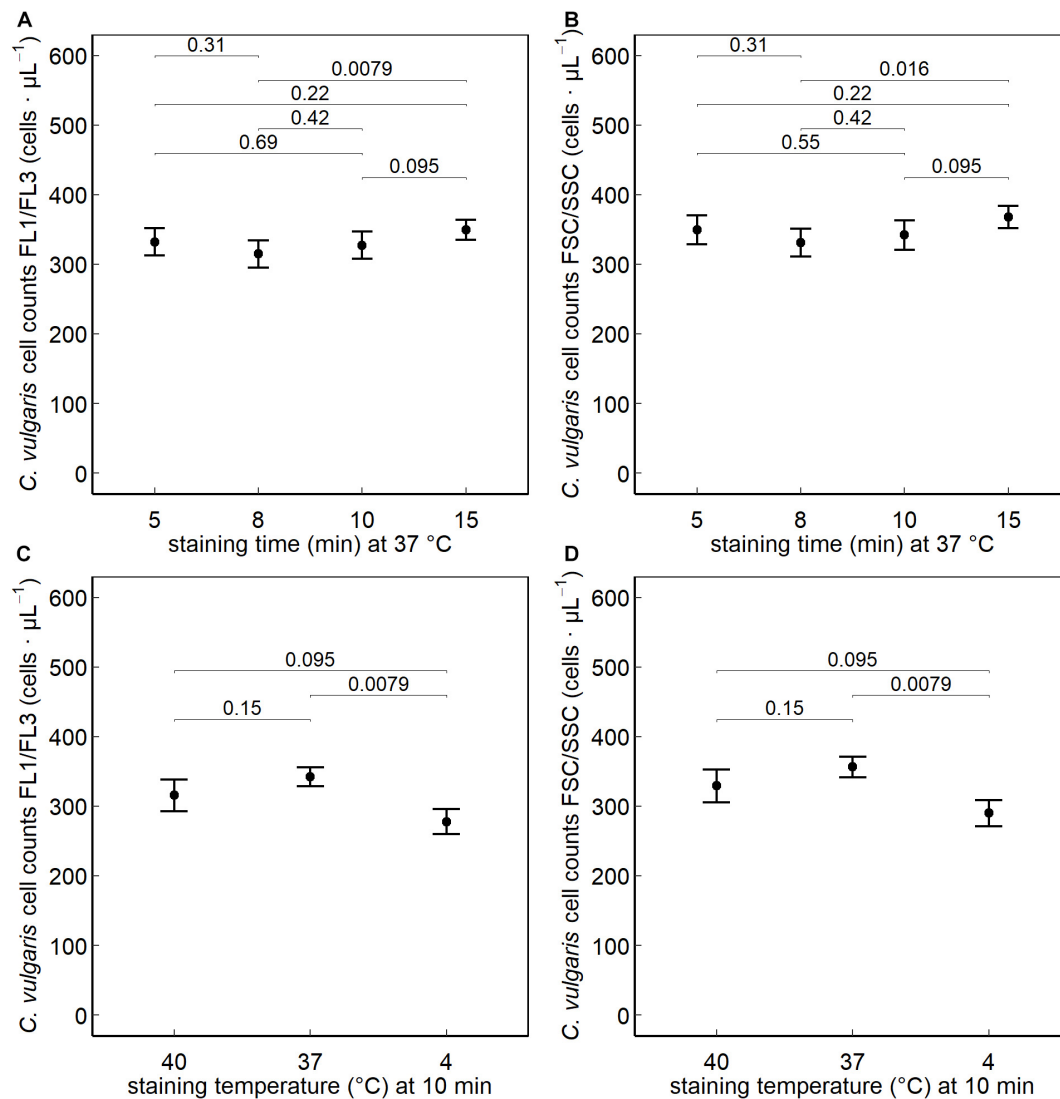 A
C. vulgaris cell counts FL1/FL3 (cells · µL⁻¹)
600
500
400
300
200
100
0
0.31
0.0079
0.22
0.42
0.69
0.095
5 8 10 15
staining time (min) at 37 °C
B
C. vulgaris cell counts FSC/SSC (cells · µL⁻¹))
600
500
400
300
200
100
0
0.31
0.016
0.22
0.42
0.55
0.095
5 8 10 15
staining time (min) at 37 °C
C
C. vulgaris cell counts FL1/FL3 (cells · µL⁻¹)
600
500
400
300
200
100
0
0.095
0.0079
0.15
40 37 4
staining temperature (°C) at 10 min
D
C. vulgaris cell counts FSC/SSC (cells · µL⁻¹)
600
500
400
300
200
100
0
0.095
0.0079
0.15
40 37 4
staining temperature (°C) at 10 min